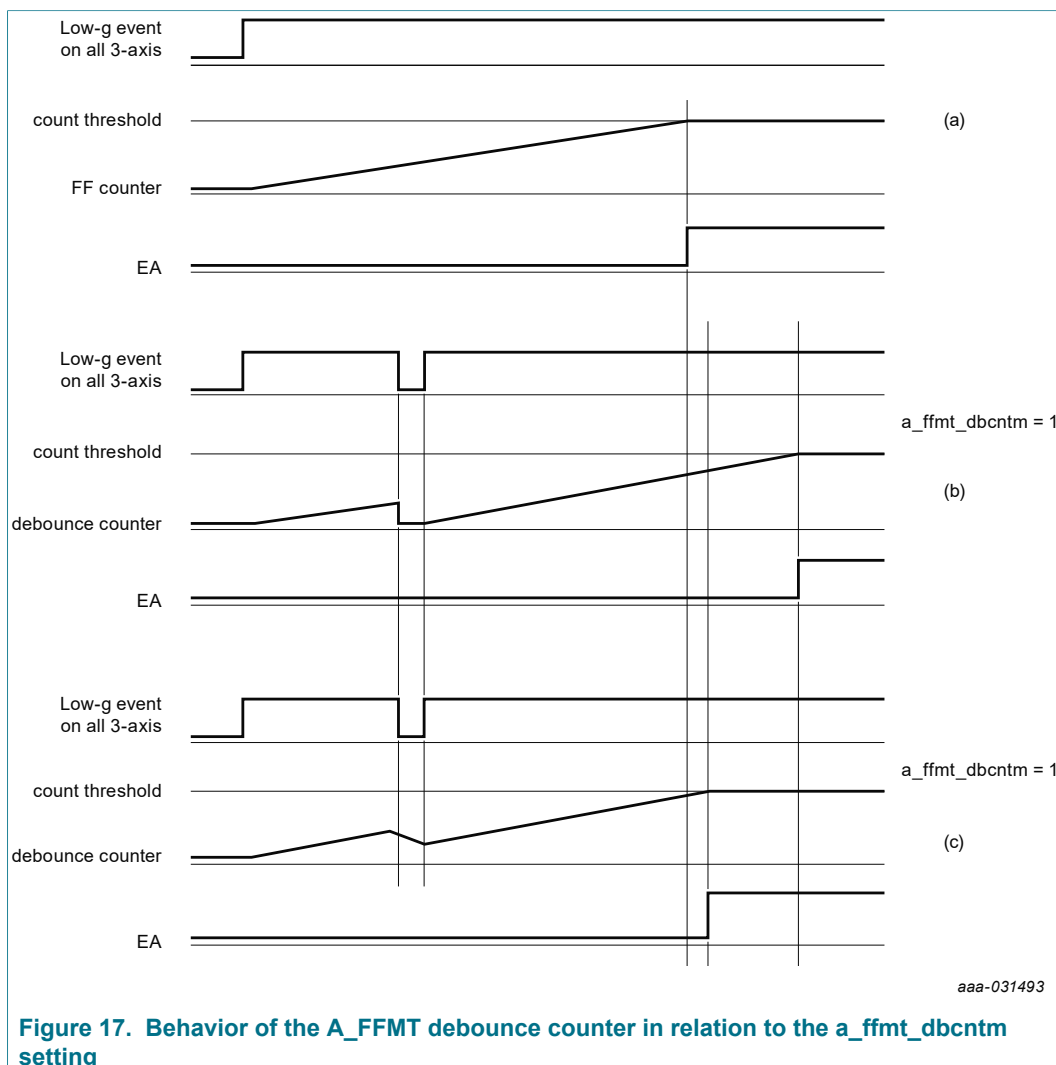 Low-g event
on all 3-axis
count threshold
(a)
FF counter
EA
Low-g event
on all 3-axis
a_ffmt_dbcntm = 1
count threshold
(b)
debounce counter
EA
Low-g event
on all 3-axis
a_ffmt_dbcntm = 1
count threshold
(c)
debounce counter
EA
aaa-031493
Figure 17. Behavior of the A_FFMT debounce counter in relation to the a_ffmt_dbcntm
setting